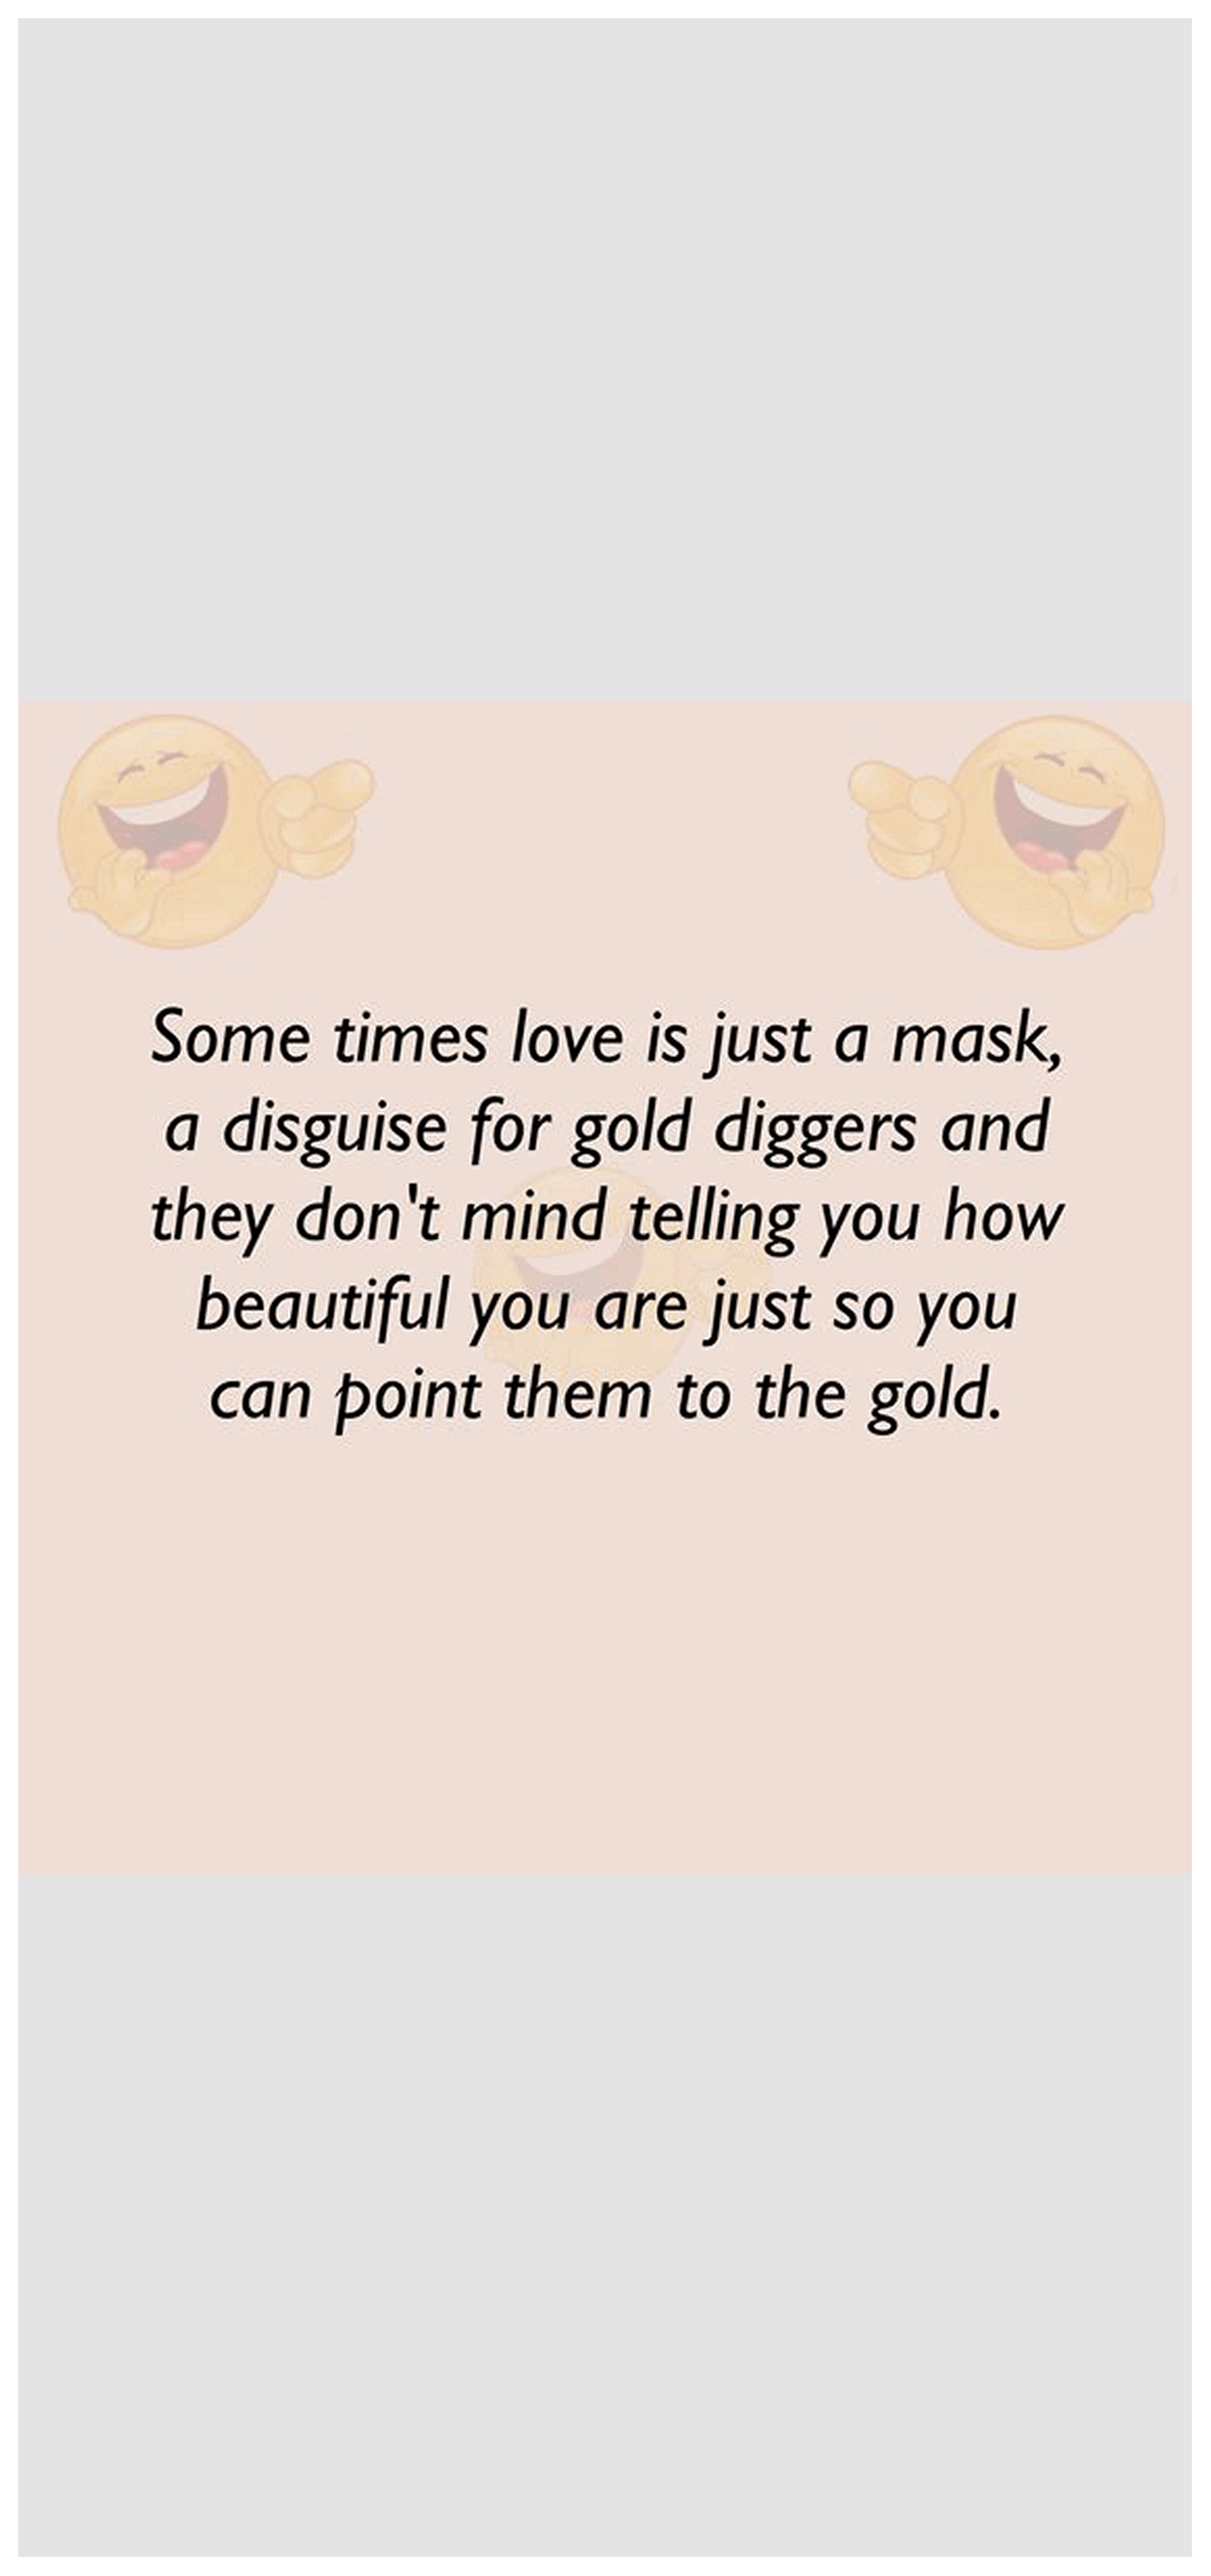 Some times love is just a mask,
a disguise for gold diggers and
they don't mind telling you how
beautiful you are just so you
can point them to the gold.